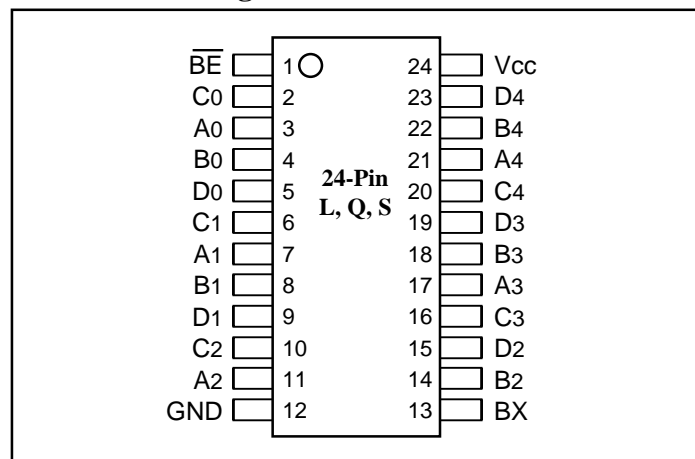 BE 1 24 Vcc
C0 2 23 D4
A0 3 22 B4
B0 4 21 A4
D0 5 24-Pin 20 C4
C1 6 L, Q, S 19 D3
A1 7 18 B3
B1 8 17 A3
D1 9 16 C3
C2 10 15 D2
A2 11 14 B2
GND 12 13 BX